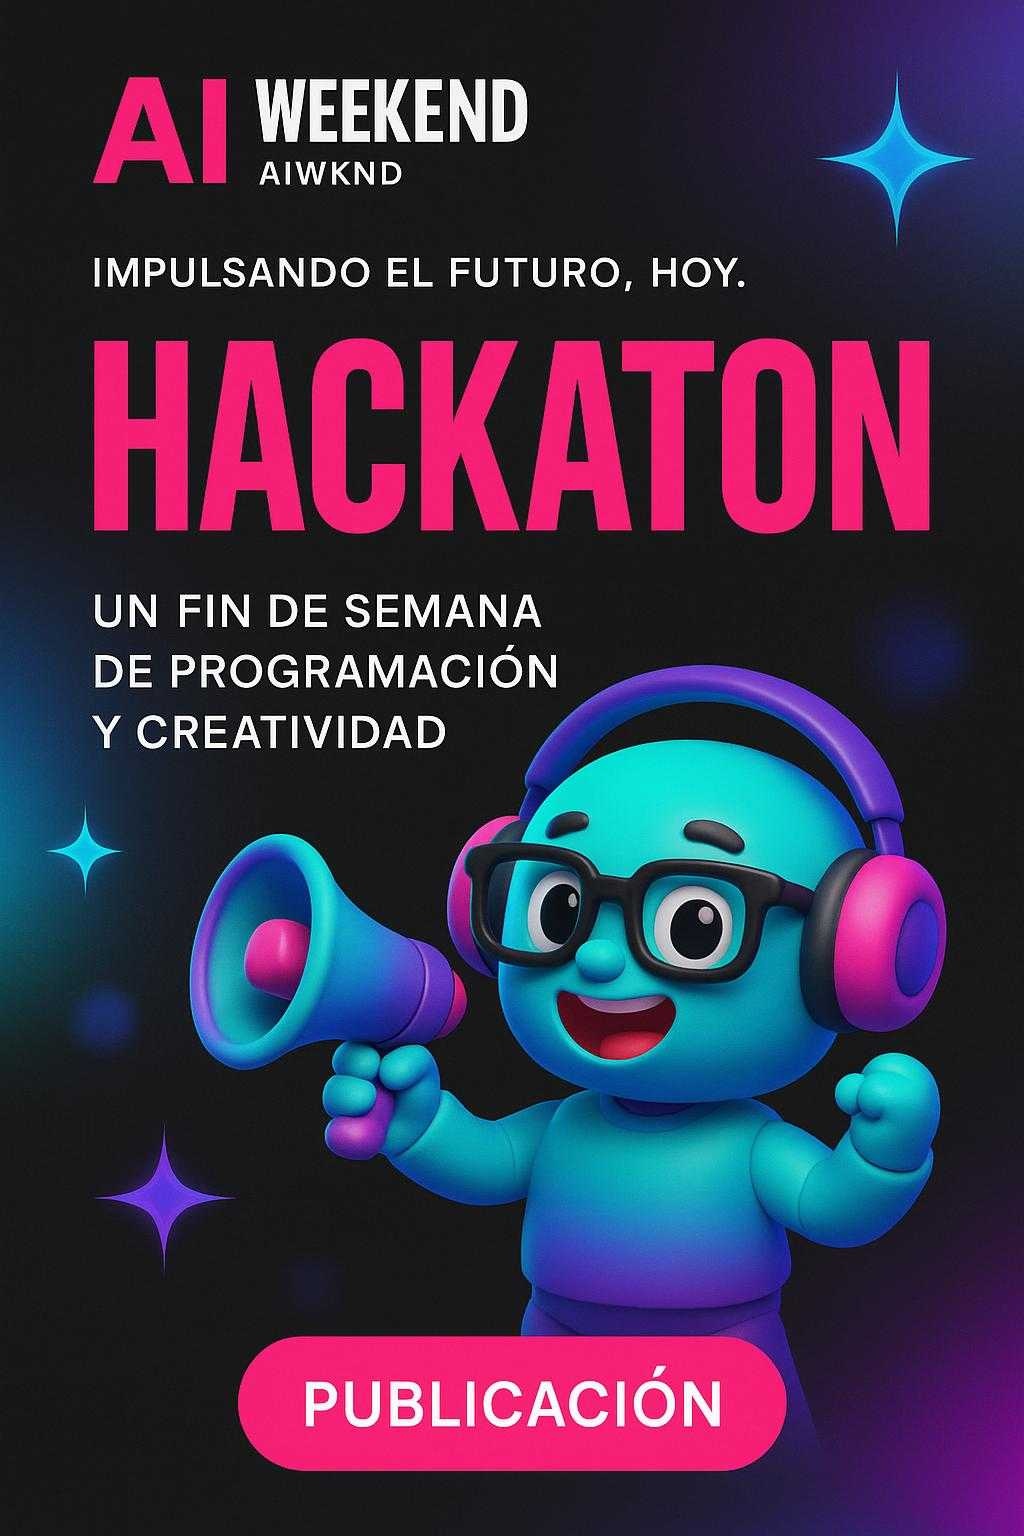 AI WEEKEND
AIWKND
IMPULSANDO EL FUTURO, HOY.
HACKATON
UN FIN DE SEMANA
DE PROGRAMACIÓN
Y CREATIVIDAD
PUBLICACIÓN